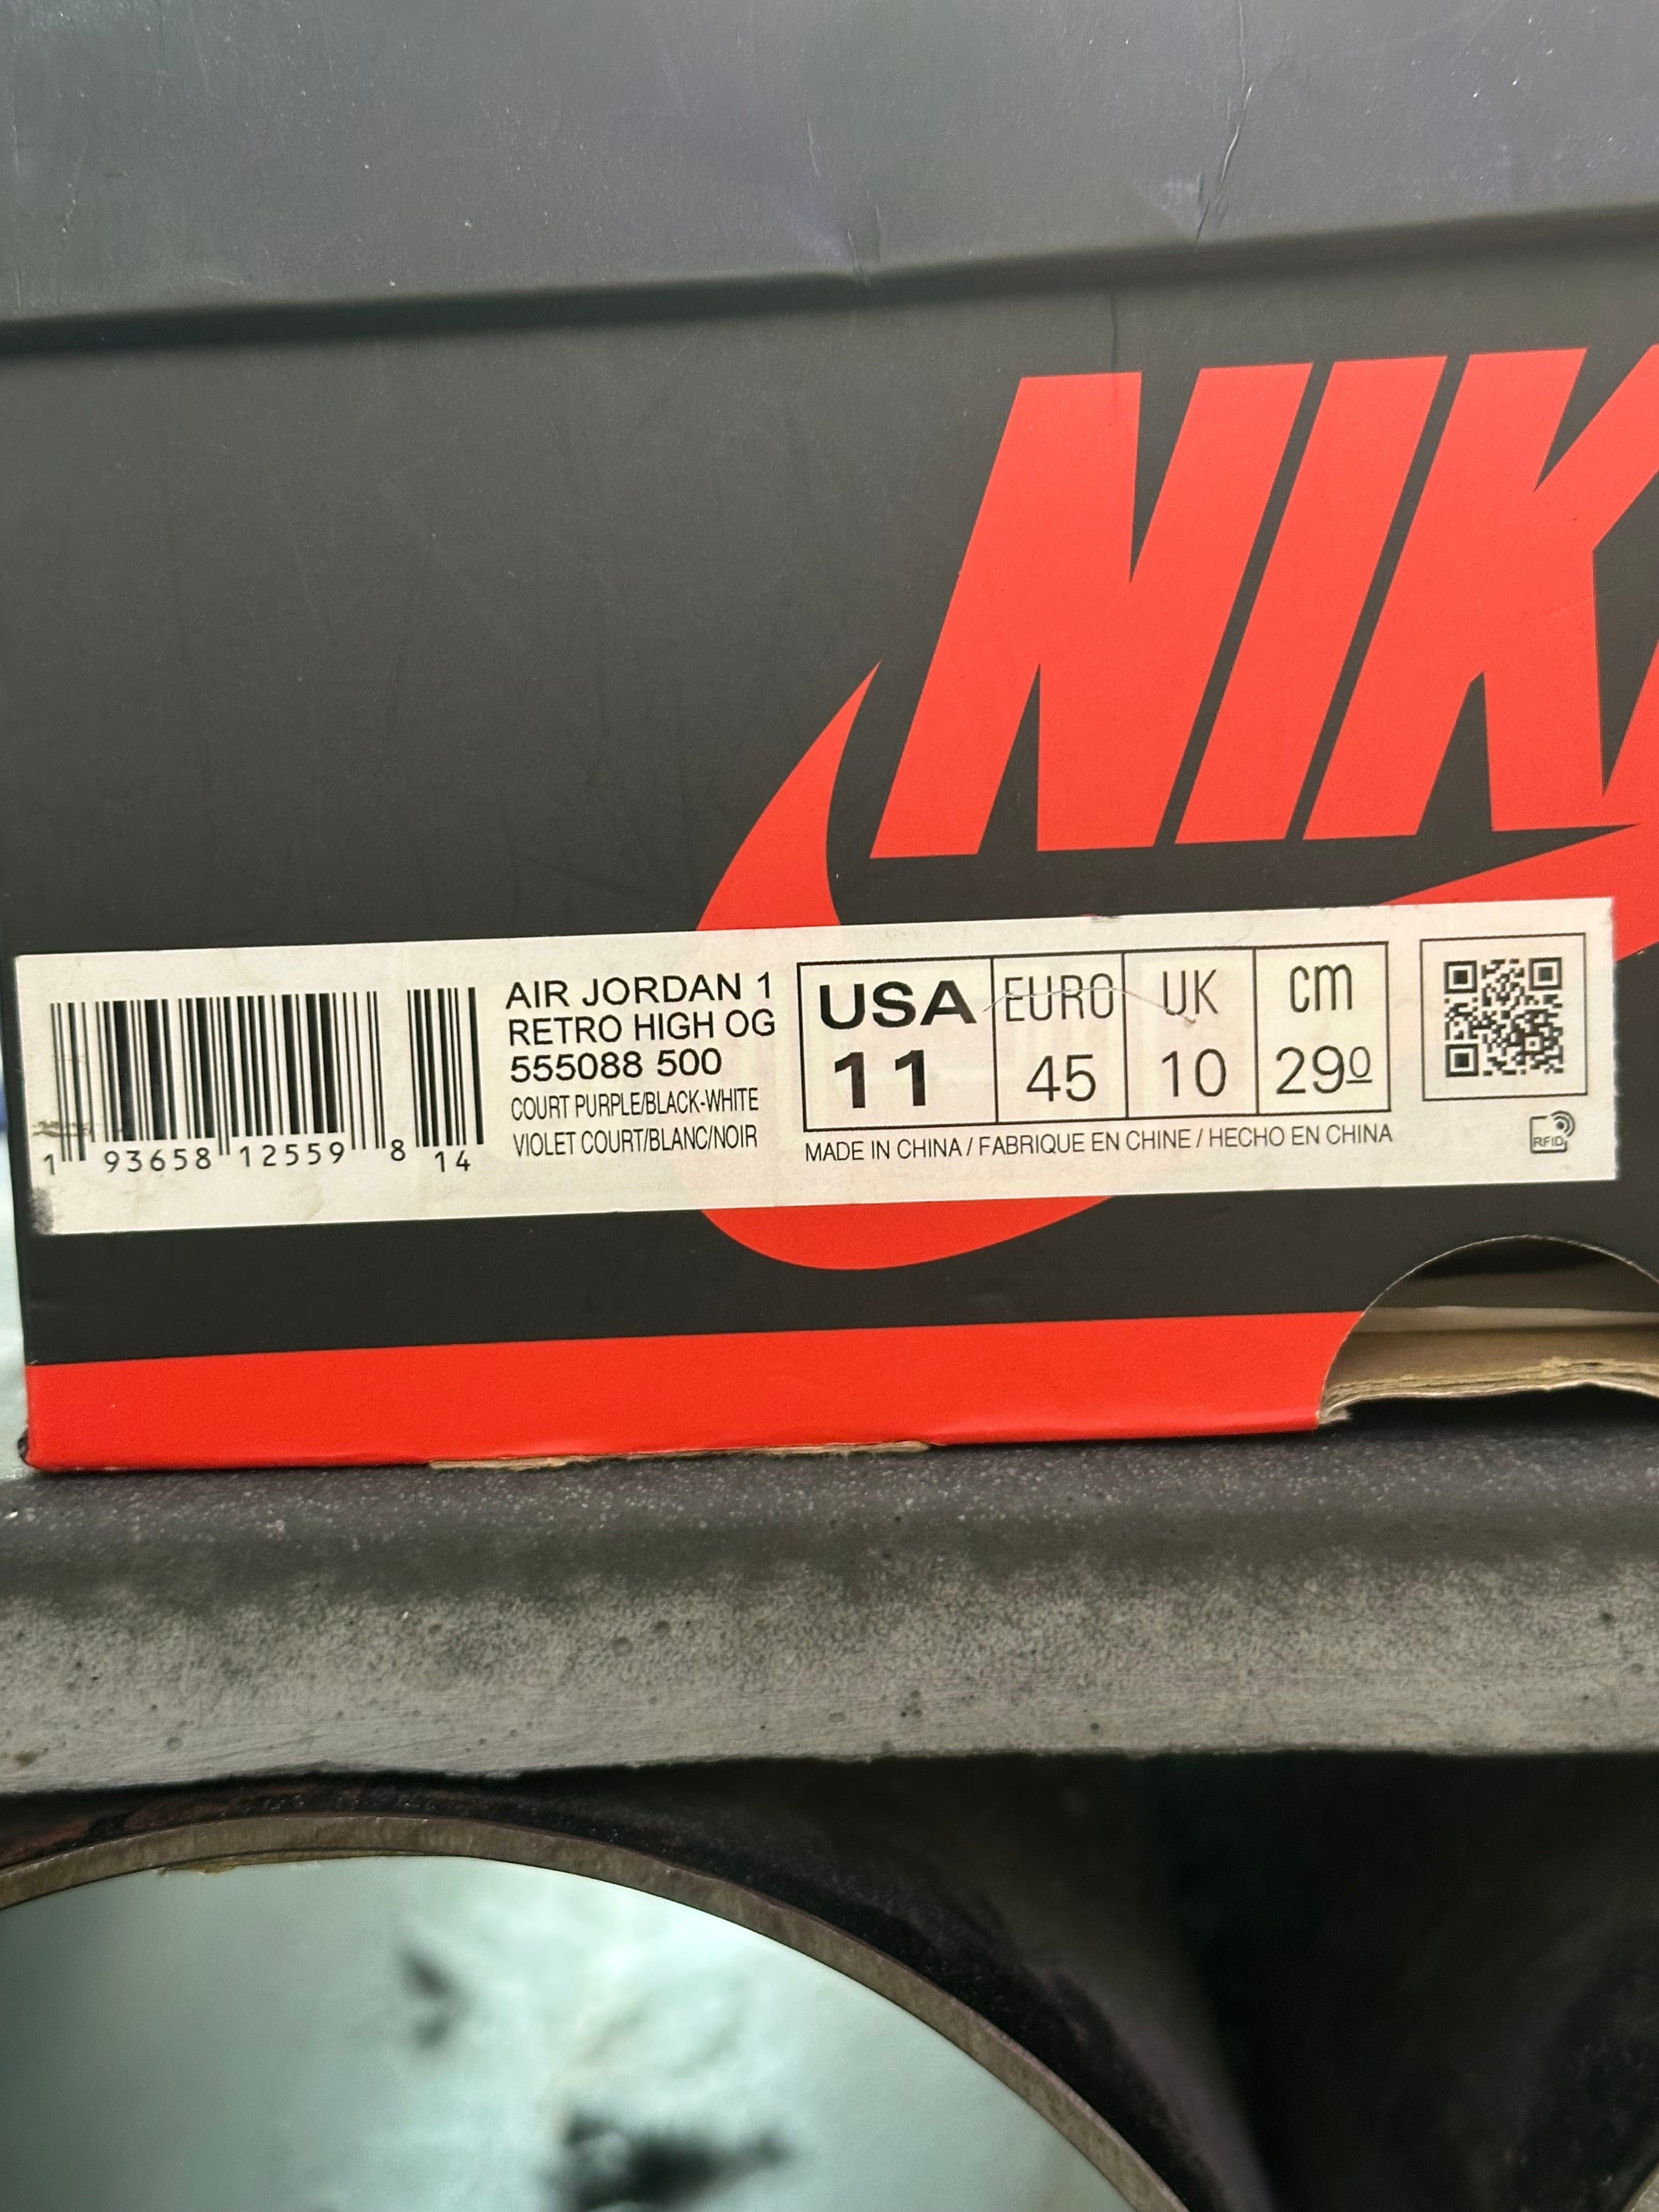 NIK
AIR JORDAN 1
RETRO HIGH OG
555088 500
COURT PURPLE/BLACK-WHITE
VIOLET COURT/BLANC/NOIR
1 93658 12559 8 14
USA EURO UK cm
11 45 10 290
MADE IN CHINA / FABRIQUE EN CHINE / HECHO EN CHINA
RFID